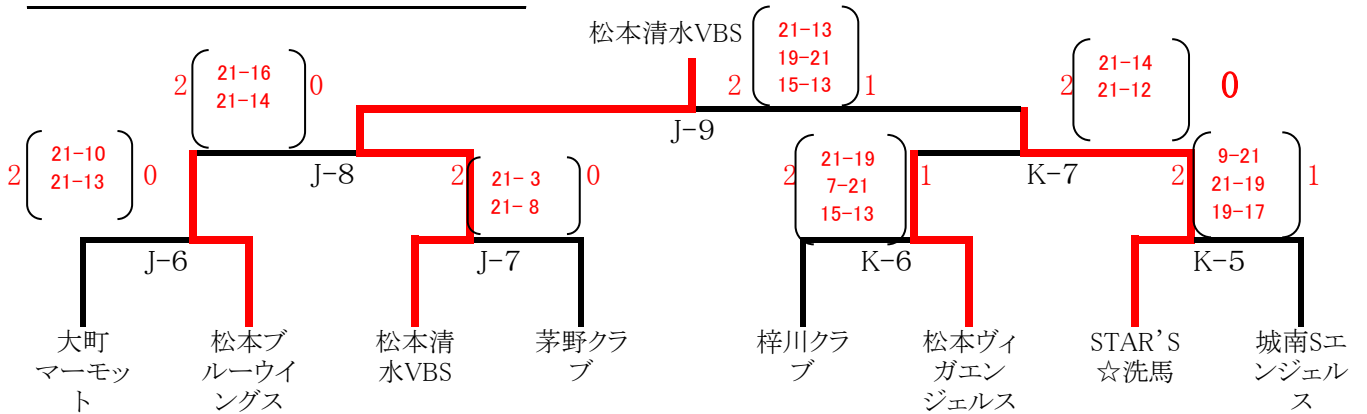 松本清水VBS
21-13
19-21
15-13
2
1
J-9
21-16
21-14
2
0
J-8
21-14
21-12
2
0
K-7
21-10
21-13
2
0
J-6
21- 3
21- 8
2
0
J-7
21-19
7-21
15-13
2
1
K-6
9-21
21-19
19-17
2
1
K-5
大町
マーモッ
ト
松本ブ
ルーウイ
ングス
松本清
水VBS
茅野クラ
ブ
梓川クラ
ブ
松本ヴィ
ガエン
ジェルス
STAR'S
☆洗馬
城南Sエ
ンジェル
ス